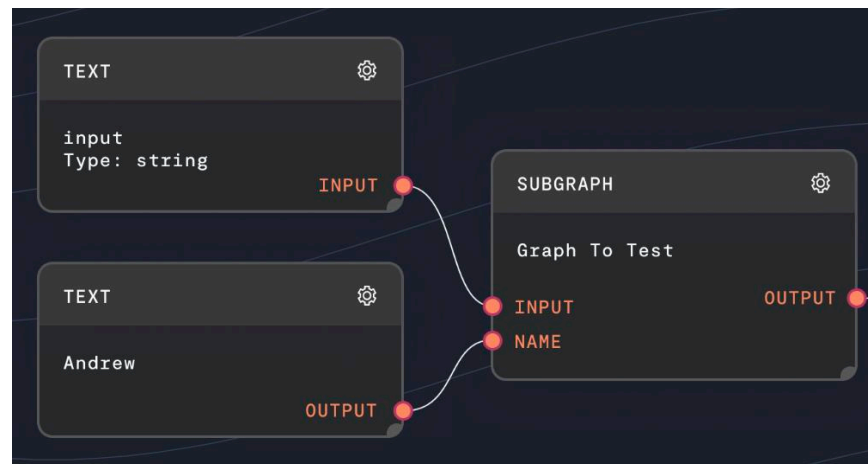 TEXT
input
Type: string
INPUT
TEXT
Andrew
OUTPUT
SUBGRAPH
Graph To Test
INPUT
OUTPUT
NAME